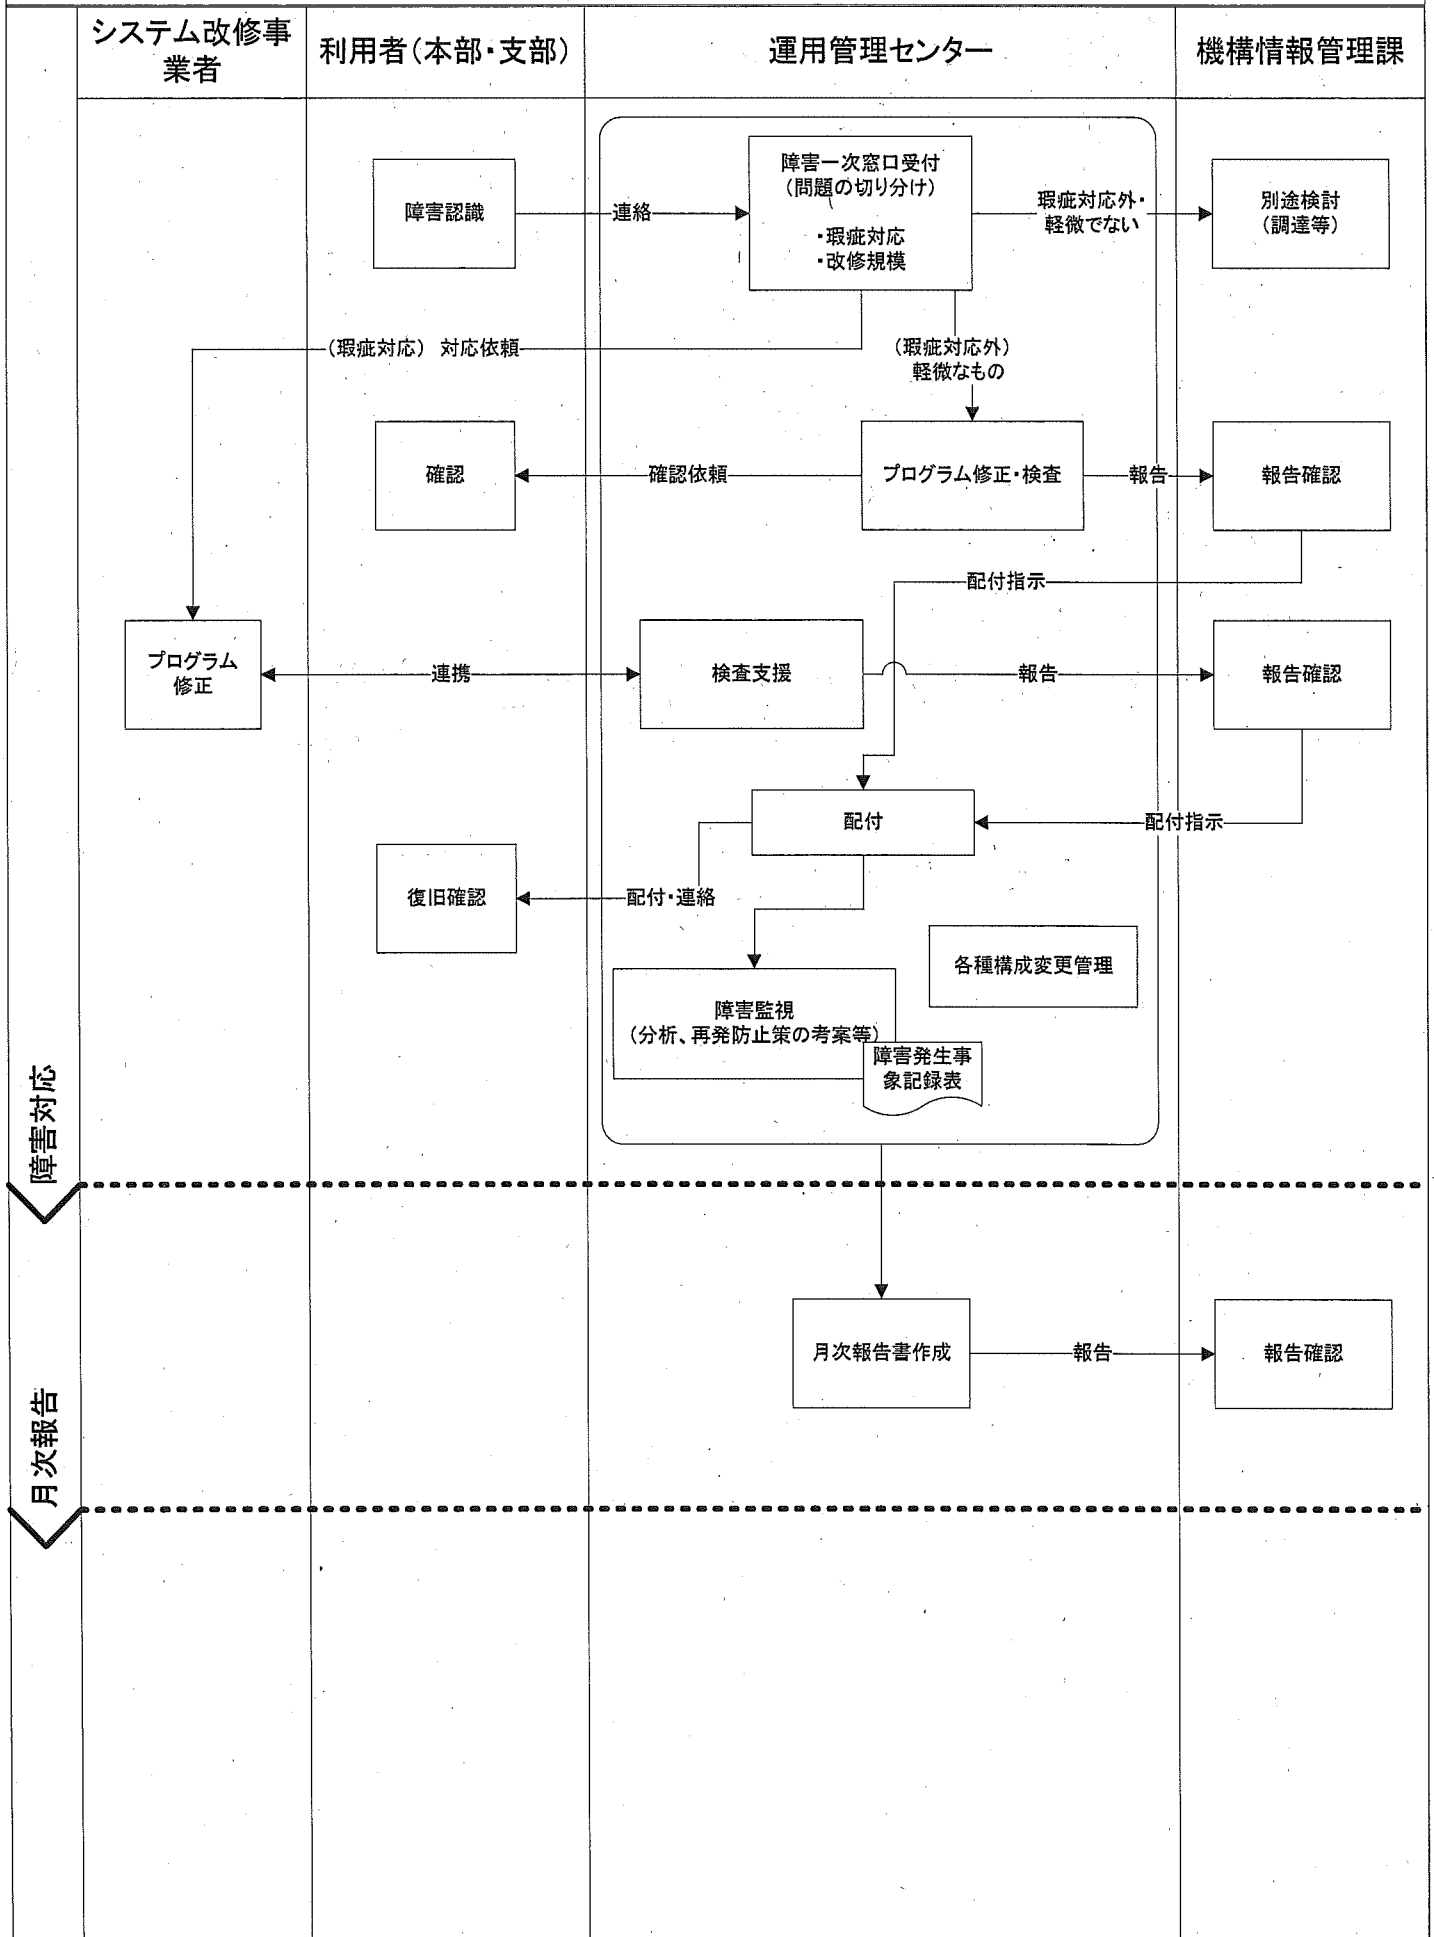 システム改修事
業者
利用者（本部・支部）
運用管理センター
機構情報管理課
障害認識
連絡
障害一次窓口受付
（問題の切り分け）
・瑕疵対応
・改修規模
瑕疵対応外・
軽微でない
別途検討
（調達等）
（瑕疵対応）　対応依頼
（瑕疵対応外）
軽微なもの
確認
確認依頼
プログラム修正・検査
報告
報告確認
配付指示
プログラム
修正
連携
検査支援
報告
報告確認
配付
配付指示
復旧確認
配付・連絡
各種構成変更管理
障害監視
（分析、再発防止策の考案等）
障害発生事
象記録表
障害対応
月次報告書作成
報告
報告確認
月次報告